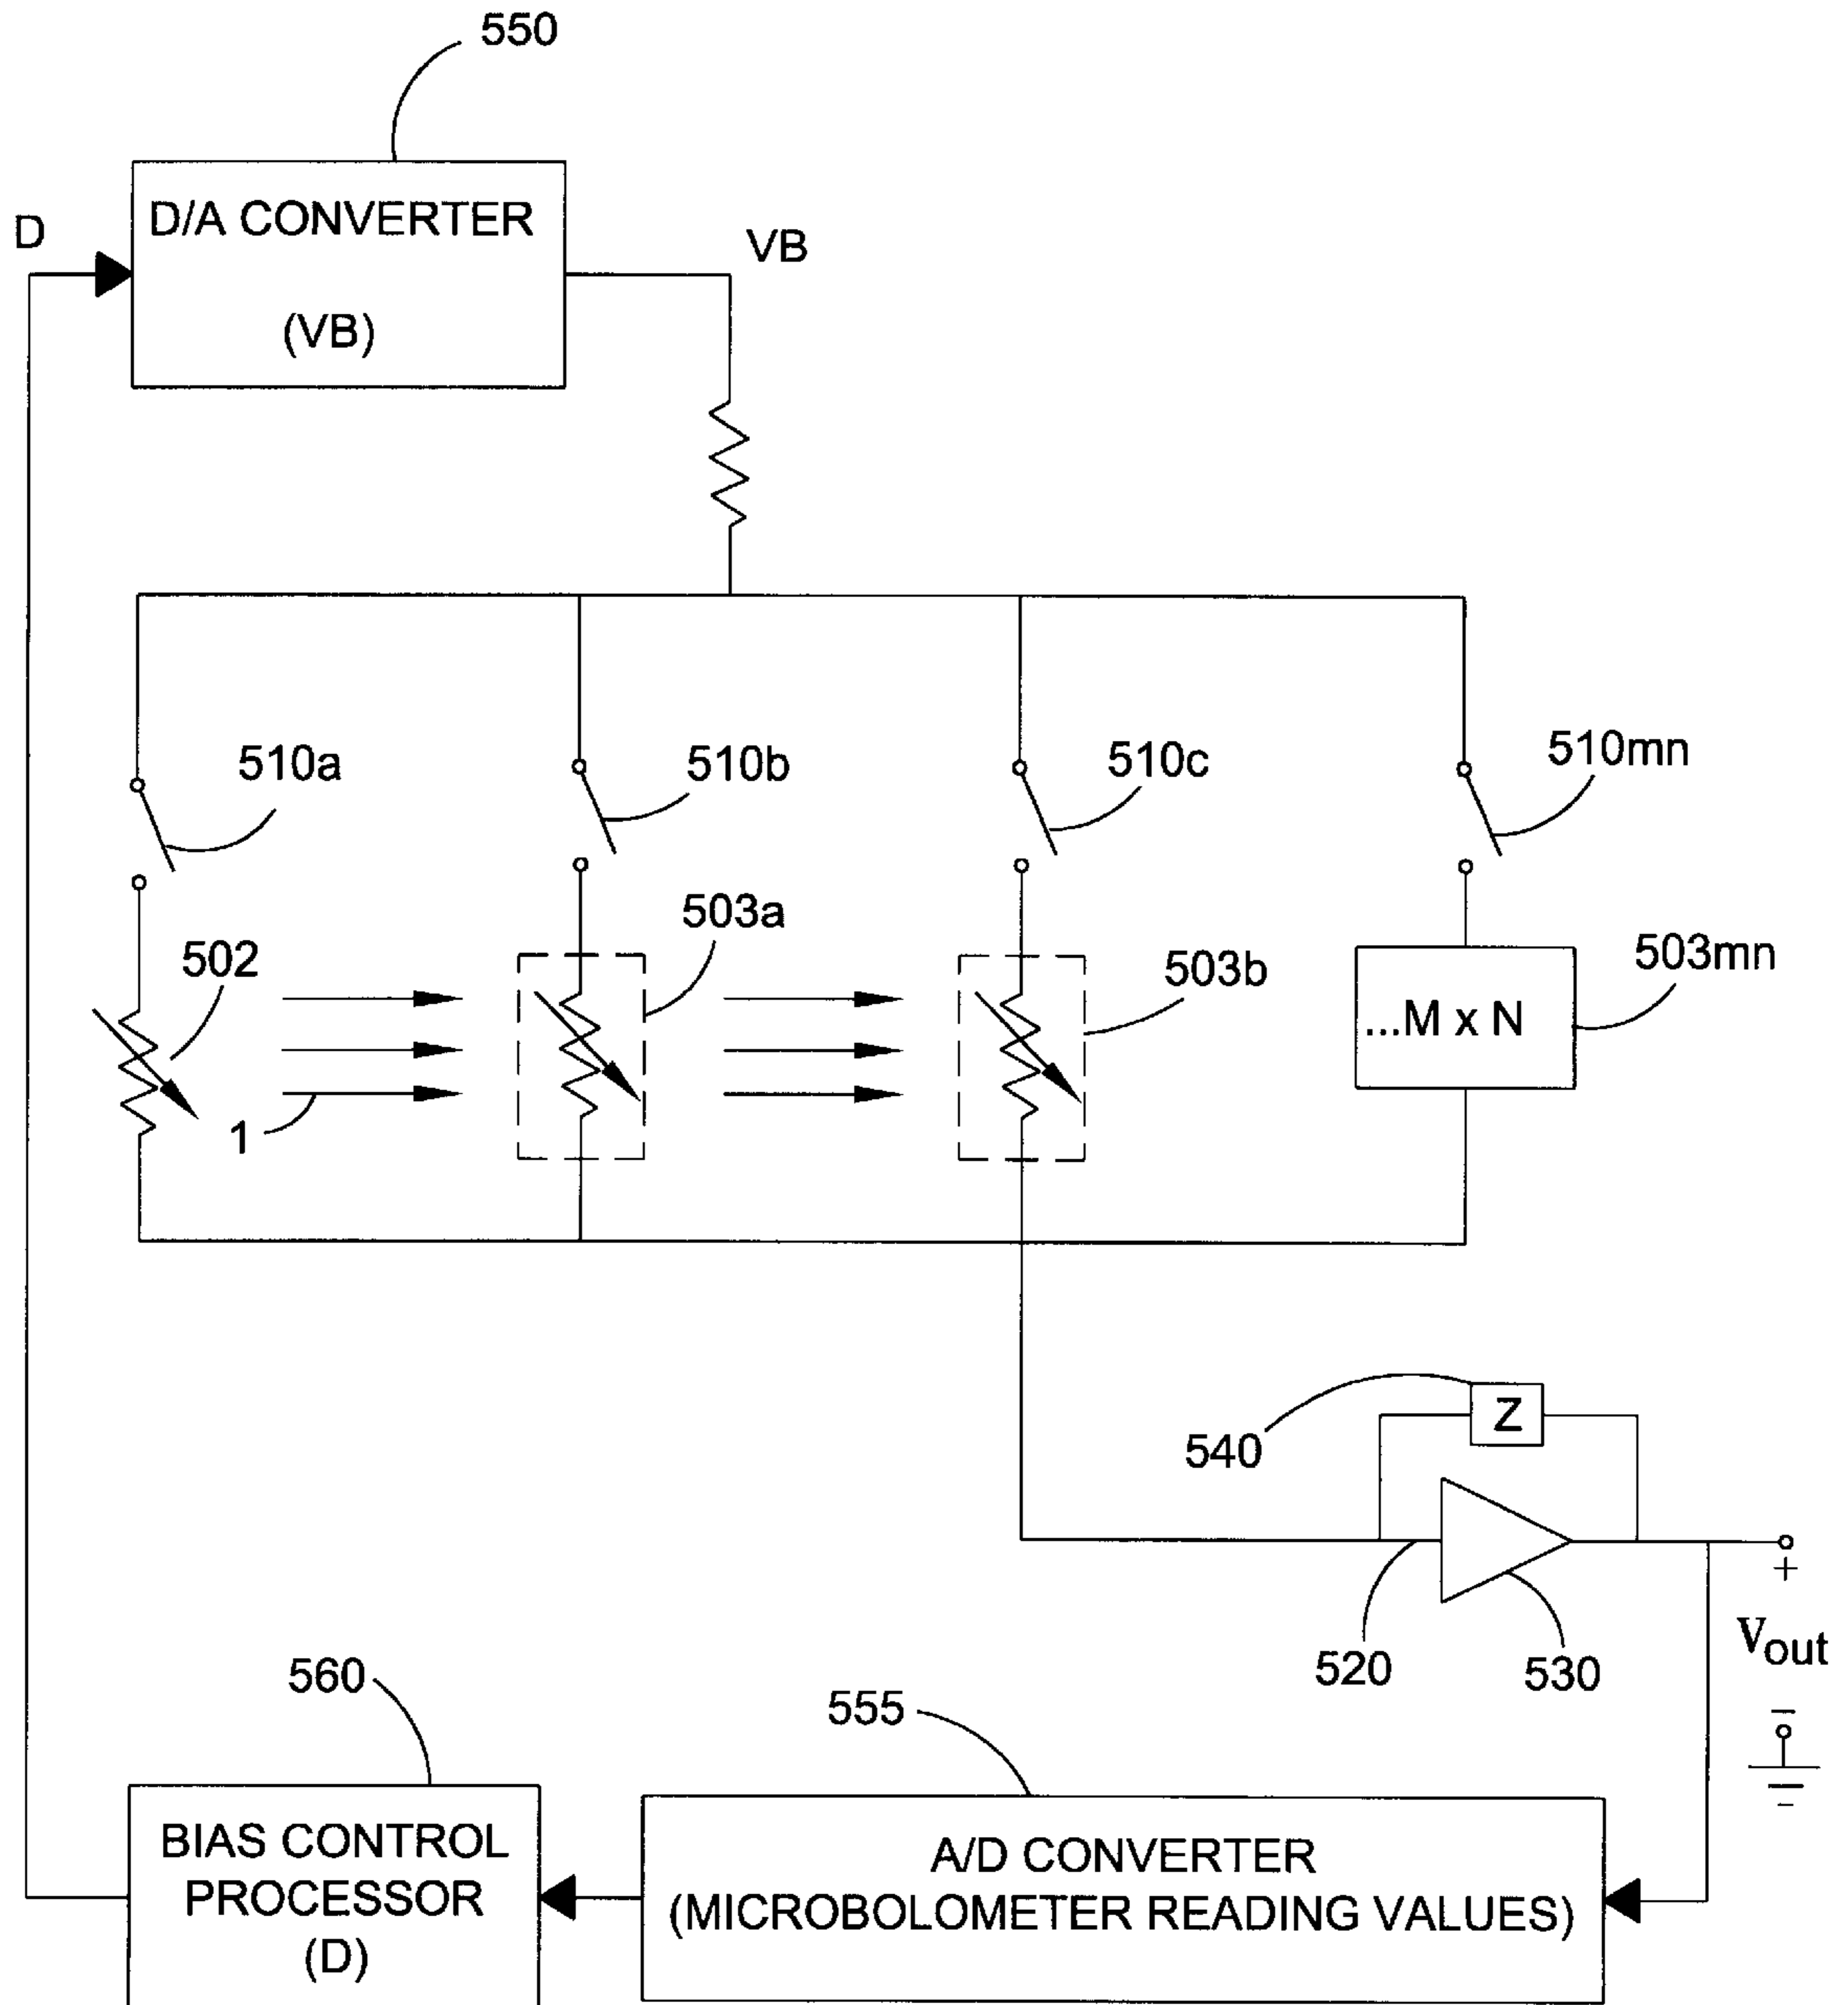 550
D
D/A CONVERTER
(VB)
VB
510a
510b
510c
510mn
502
503a
503b
503mn
...M x N
1
540
Z
520
530
+
Vout
−
560
555
BIAS CONTROL
PROCESSOR
(D)
A/D CONVERTER
(MICROBOLOMETER READING VALUES)